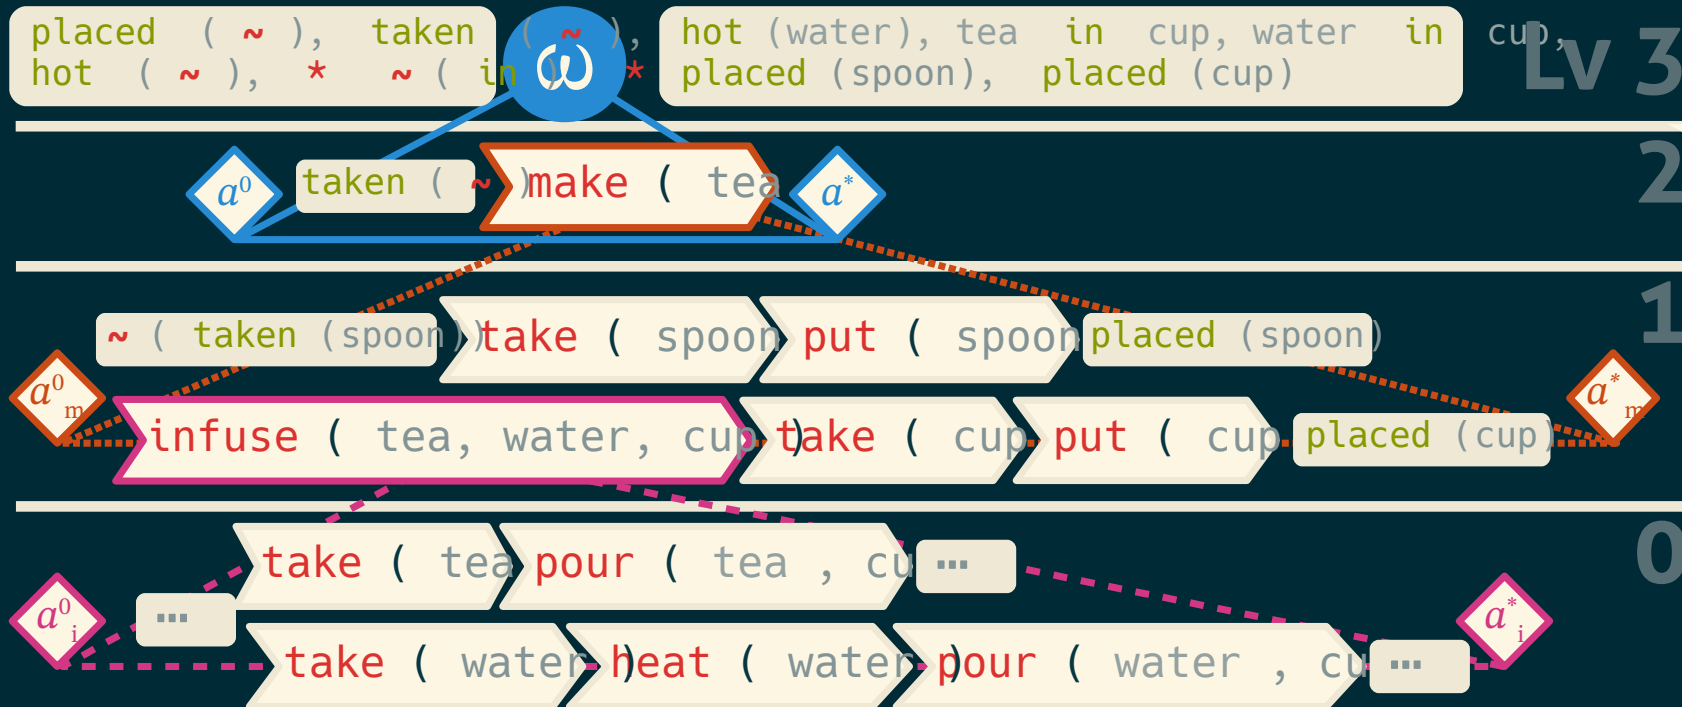 placed ( ~ ), taken ( ~ ),
hot ( ~ ), * ~ ( in ) *
ω
hot (water), tea in cup, water in cup,
placed (spoon), placed (cup)
Lv 3
a⁰
taken ( ~ )
make ( tea
a*
2
~ ( taken (spoon))
take ( spoon
put ( spoon
placed (spoon)
1
a⁰m
infuse ( tea, water, cup )
take ( cup
put ( cup
placed (cup)
a*m
take ( tea
pour ( tea , cu
...
0
a⁰i
...
take ( water )
heat ( water )
pour ( water , cu
...
a*i